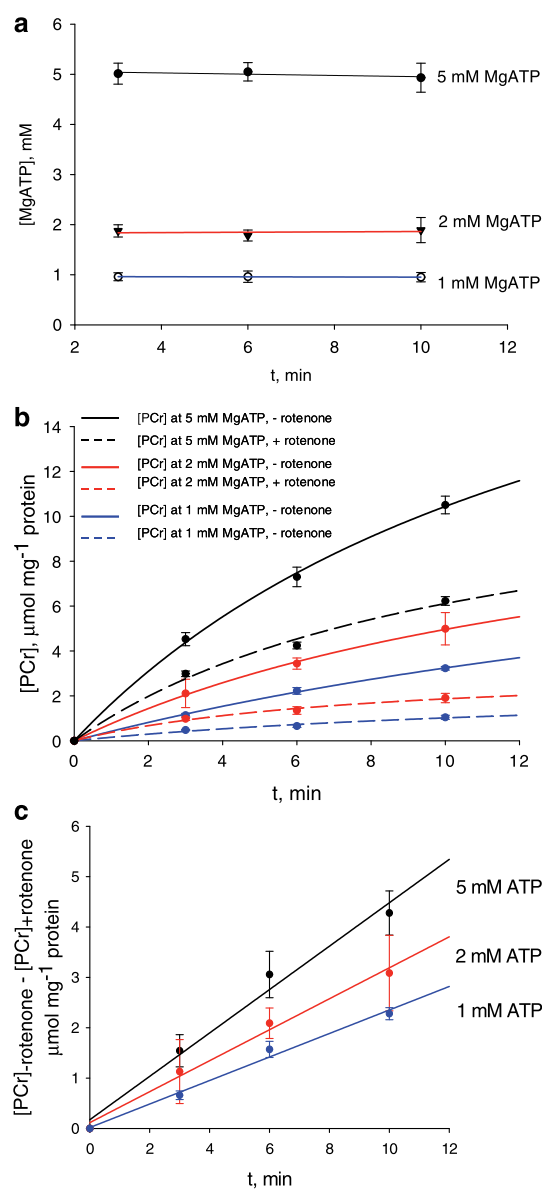 a
6
5
4
3
2
1
0
[MgATP], mM
5 mM MgATP
2 mM MgATP
1 mM MgATP
2 4 6 8 10 12
t, min
b
[PCr] at 5 mM MgATP, - rotenone
[PCr] at 5 mM MgATP, + rotenone
[PCr] at 2 mM MgATP, - rotenone
[PCr] at 2 mM MgATP, + rotenone
[PCr] at 1 mM MgATP, - rotenone
[PCr] at 1 mM MgATP, - rotenone
14
12
10
8
6
4
2
0
[PCr], μmol mg-1 protein
0 2 4 6 8 10 12
t, min
c
6
5
4
3
2
1
0
[PCr]-rotenone - [PCr]+rotenone
μmol mg-1 protein
5 mM ATP
2 mM ATP
1 mM ATP
0 2 4 6 8 10 12
t, min